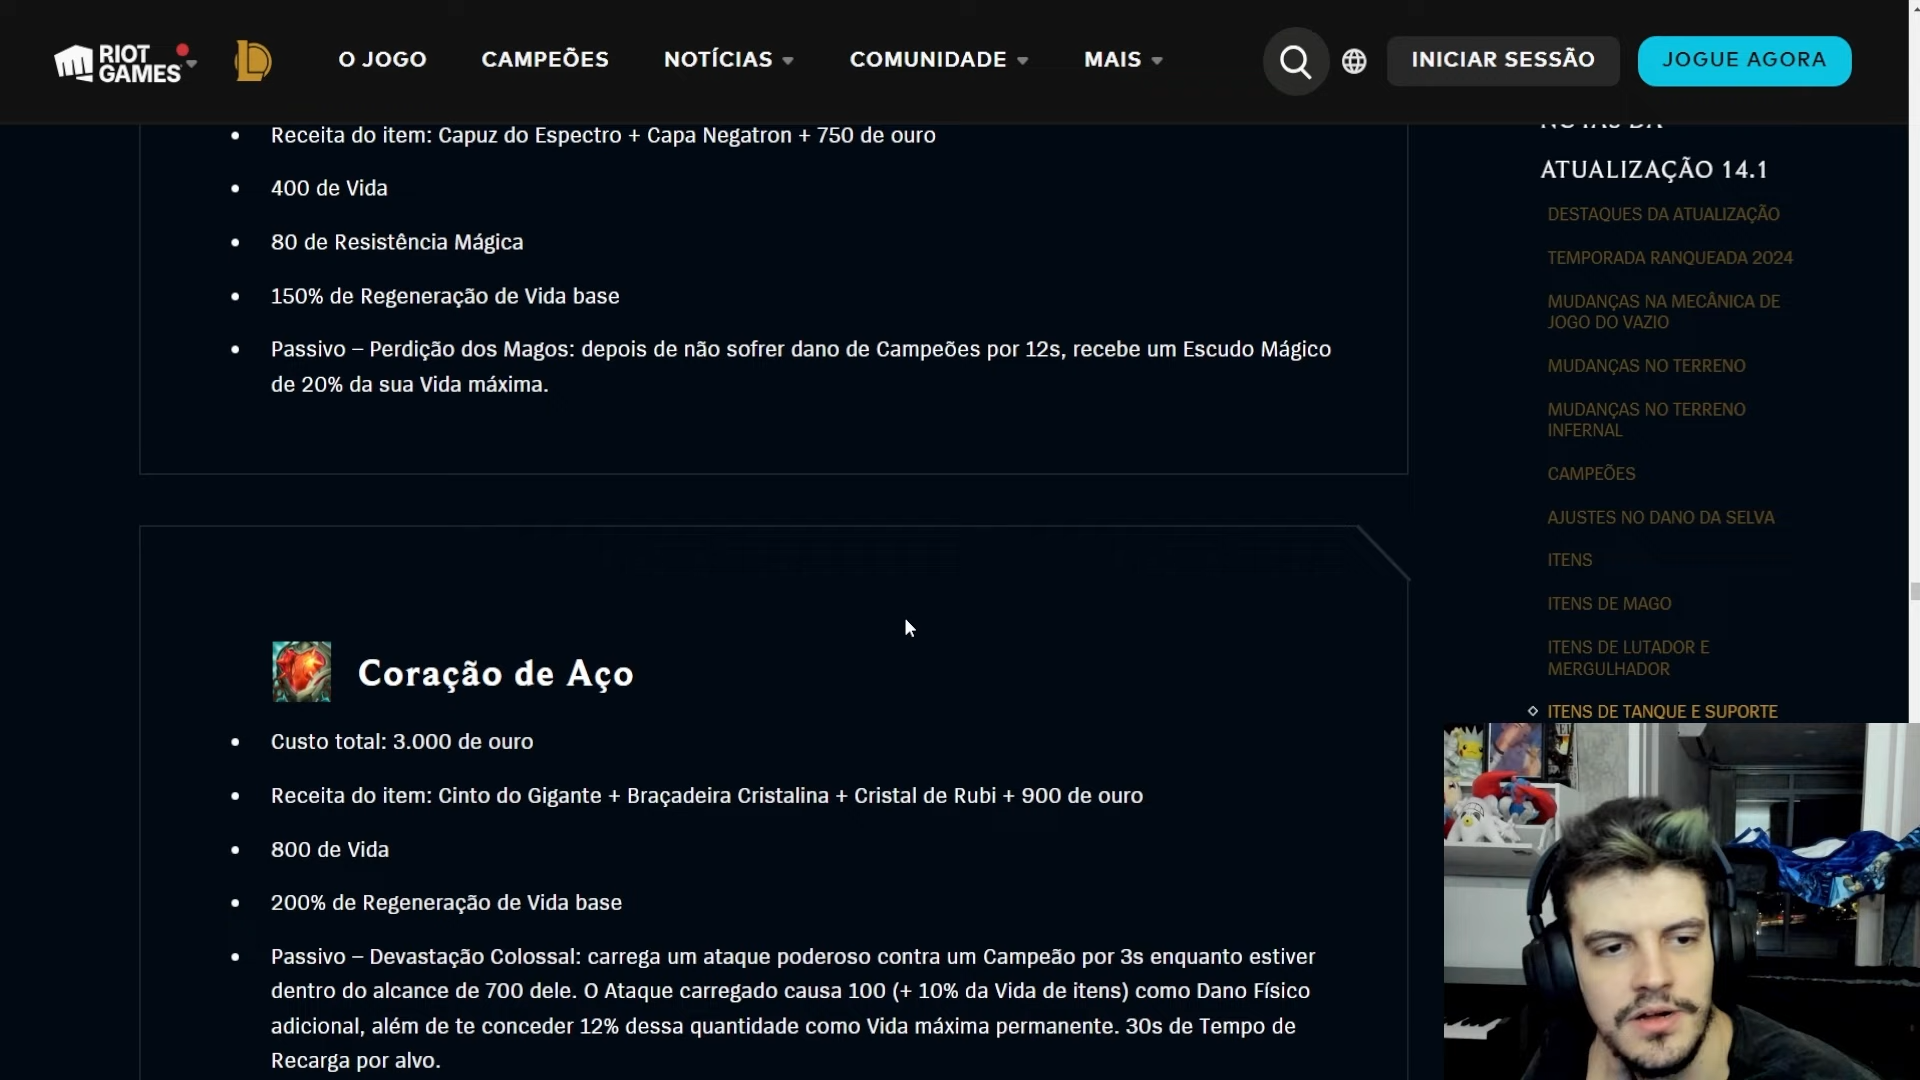 RIOT GAMES
O JOGO
CAMPEÕES
NOTÍCIAS
COMUNIDADE
MAIS
INICIAR SESSÃO
JOGUE AGORA
Receita do item: Capuz do Espectro + Capa Negatron + 750 de ouro
400 de Vida
80 de Resistência Mágica
150% de Regeneração de Vida base
Passivo – Perdição dos Magos: depois de não sofrer dano de Campeões por 12s, recebe um Escudo Mágico
de 20% da sua Vida máxima.
Coração de Aço
Custo total: 3.000 de ouro
Receita do item: Cinto do Gigante + Braçadeira Cristalina + Cristal de Rubi + 900 de ouro
800 de Vida
200% de Regeneração de Vida base
Passivo – Devastação Colossal: carrega um ataque poderoso contra um Campeão por 3s enquanto estiver
dentro do alcance de 700 dele. O Ataque carregado causa 100 (+ 10% da Vida de itens) como Dano Físico
adicional, além de te conceder 12% dessa quantidade como Vida máxima permanente. 30s de Tempo de
Recarga por alvo.
NOTAS DA
ATUALIZAÇÃO 14.1
DESTAQUES DA ATUALIZAÇÃO
TEMPORADA RANQUEADA 2024
MUDANÇAS NA MECÂNICA DE
JOGO DO VAZIO
MUDANÇAS NO TERRENO
MUDANÇAS NO TERRENO
INFERNAL
CAMPEÕES
AJUSTES NO DANO DA SELVA
ITENS
ITENS DE MAGO
ITENS DE LUTADOR E
MERGULHADOR
ITENS DE TANQUE E SUPORTE